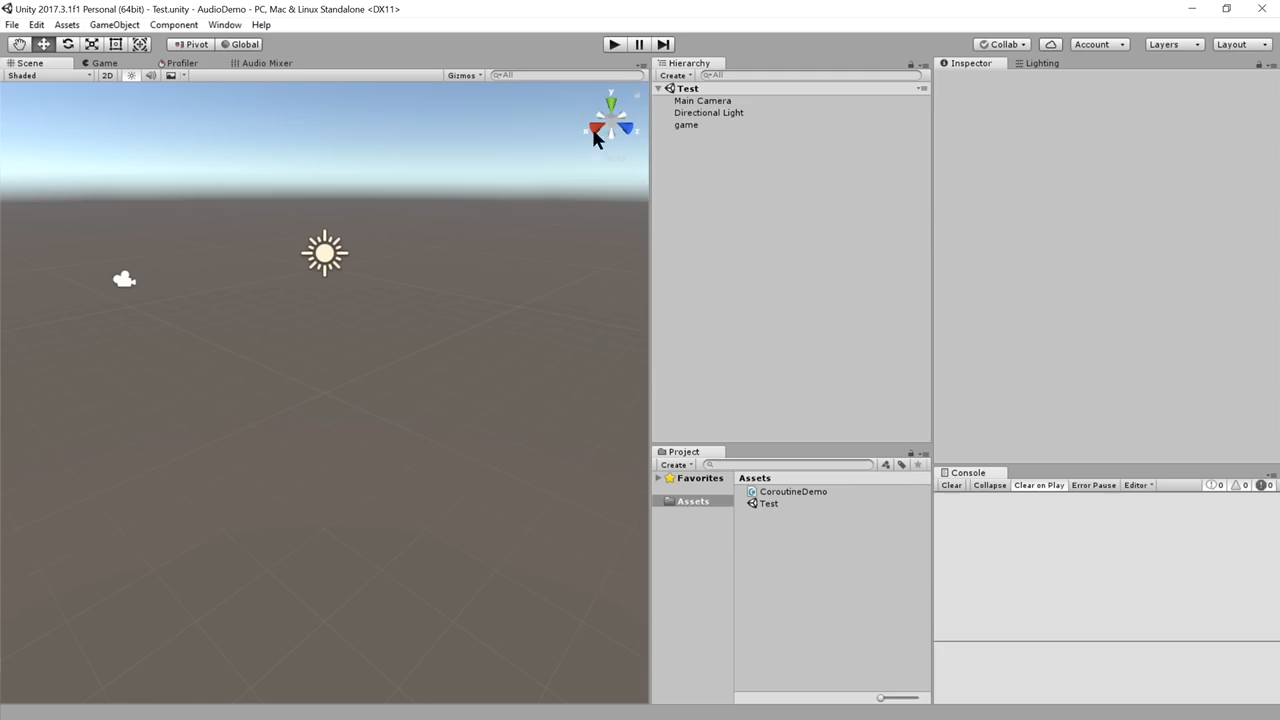 Unity 2017.3.1f1 Personal (64bit) - Test.unity - AudioDemo - PC, Mac & Linux Standalone <DX11>
File Edit Assets GameObject Component Window Help
Pivot Global Collab Account Layers Layout
Scene Game Profiler Audio Mixer Hierarchy Inspector Lighting
Shaded 2D Gizmos All Create All
Test
Main Camera
Directional Light
game
y
x z
Project
Create
Favorites Assets
Assets
CoroutineDemo
Test
Console
Clear Collapse Clear on Play Error Pause Editor 0 0 0